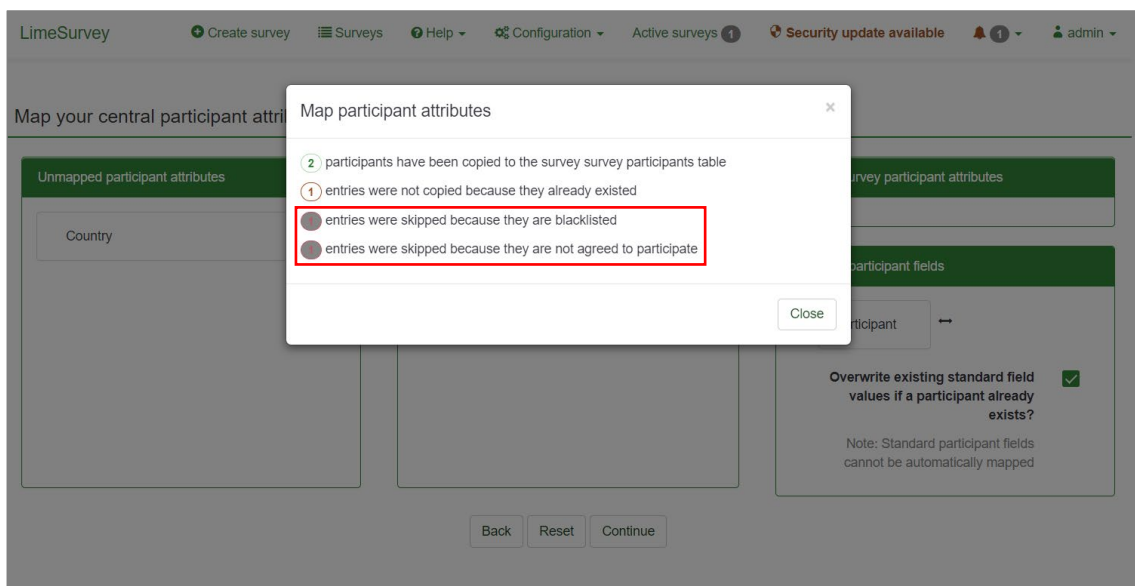 LimeSurvey Create survey Surveys Help Configuration Active surveys 1 Security update available 1 admin
Map your central participant attri
Map participant attributes ×
2 participants have been copied to the survey survey participants table
1 entries were not copied because they already existed
entries were skipped because they are blacklisted
entries were skipped because they are not agreed to participate
Close
Unmapped participant attributes
Country
urvey participant attributes
participant fields
rticipant
Overwrite existing standard field
values if a participant already
exists?
Note: Standard participant fields
cannot be automatically mapped
Back Reset Continue